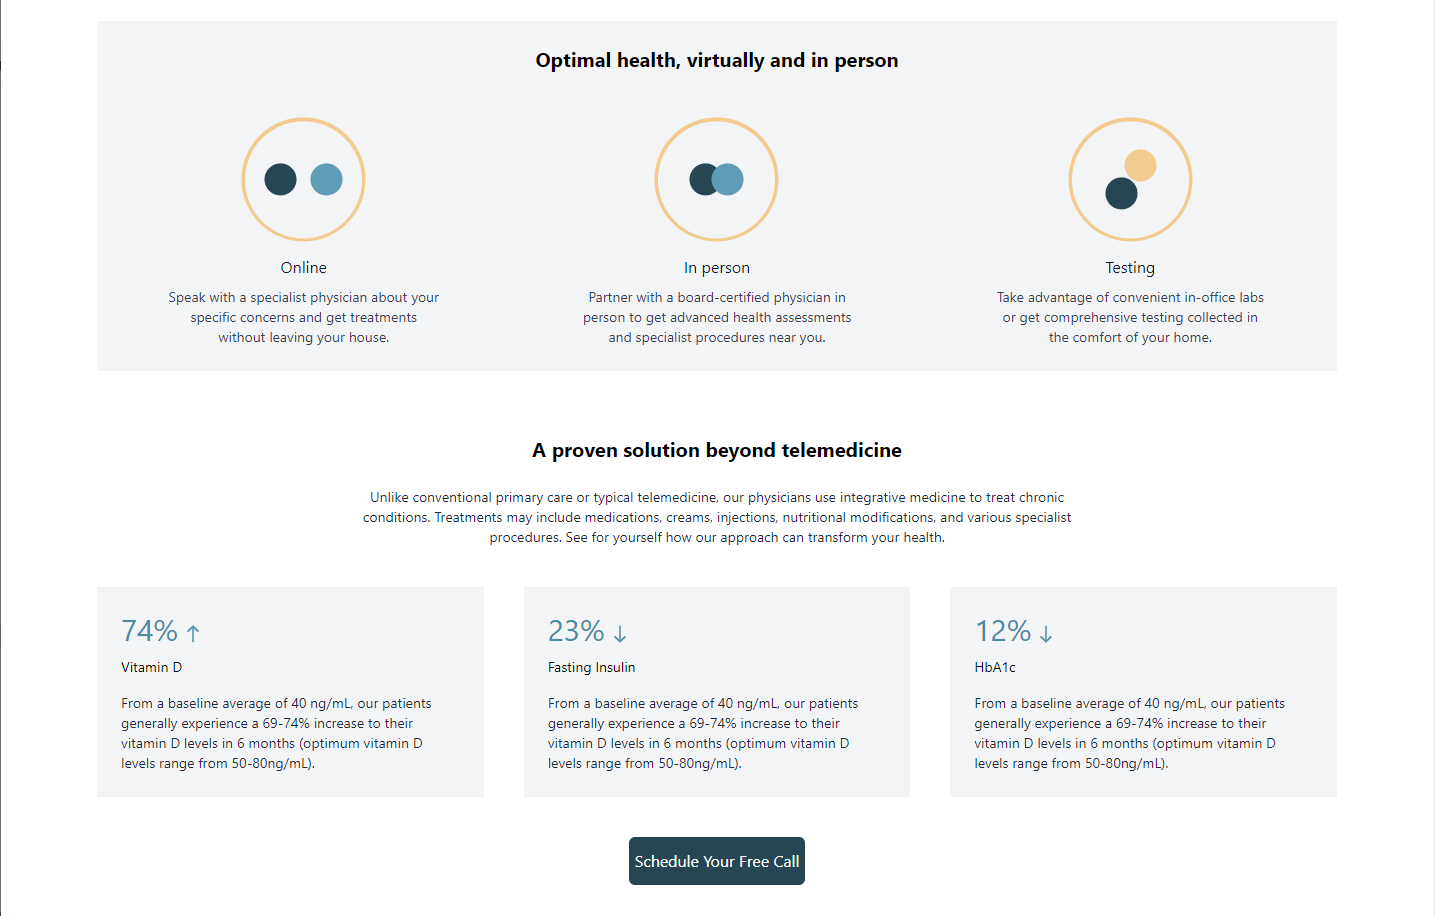 Optimal health, virtually and in person
Online
Speak with a specialist physician about your
specific concerns and get treatments
without leaving your house.
In person
Partner with a board-certified physician in
person to get advanced health assessments
and specialist procedures near you.
Testing
Take advantage of convenient in-office labs
or get comprehensive testing collected in
the comfort of your home.
A proven solution beyond telemedicine
Unlike conventional primary care or typical telemedicine, our physicians use integrative medicine to treat chronic
conditions. Treatments may include medications, creams, injections, nutritional modifications, and various specialist
procedures. See for yourself how our approach can transform your health.
74% ↑
Vitamin D
From a baseline average of 40 ng/mL, our patients
generally experience a 69-74% increase to their
vitamin D levels in 6 months (optimum vitamin D
levels range from 50-80ng/mL).
23% ↓
Fasting Insulin
From a baseline average of 40 ng/mL, our patients
generally experience a 69-74% increase to their
vitamin D levels in 6 months (optimum vitamin D
levels range from 50-80ng/mL).
12% ↓
HbA1c
From a baseline average of 40 ng/mL, our patients
generally experience a 69-74% increase to their
vitamin D levels in 6 months (optimum vitamin D
levels range from 50-80ng/mL).
Schedule Your Free Call